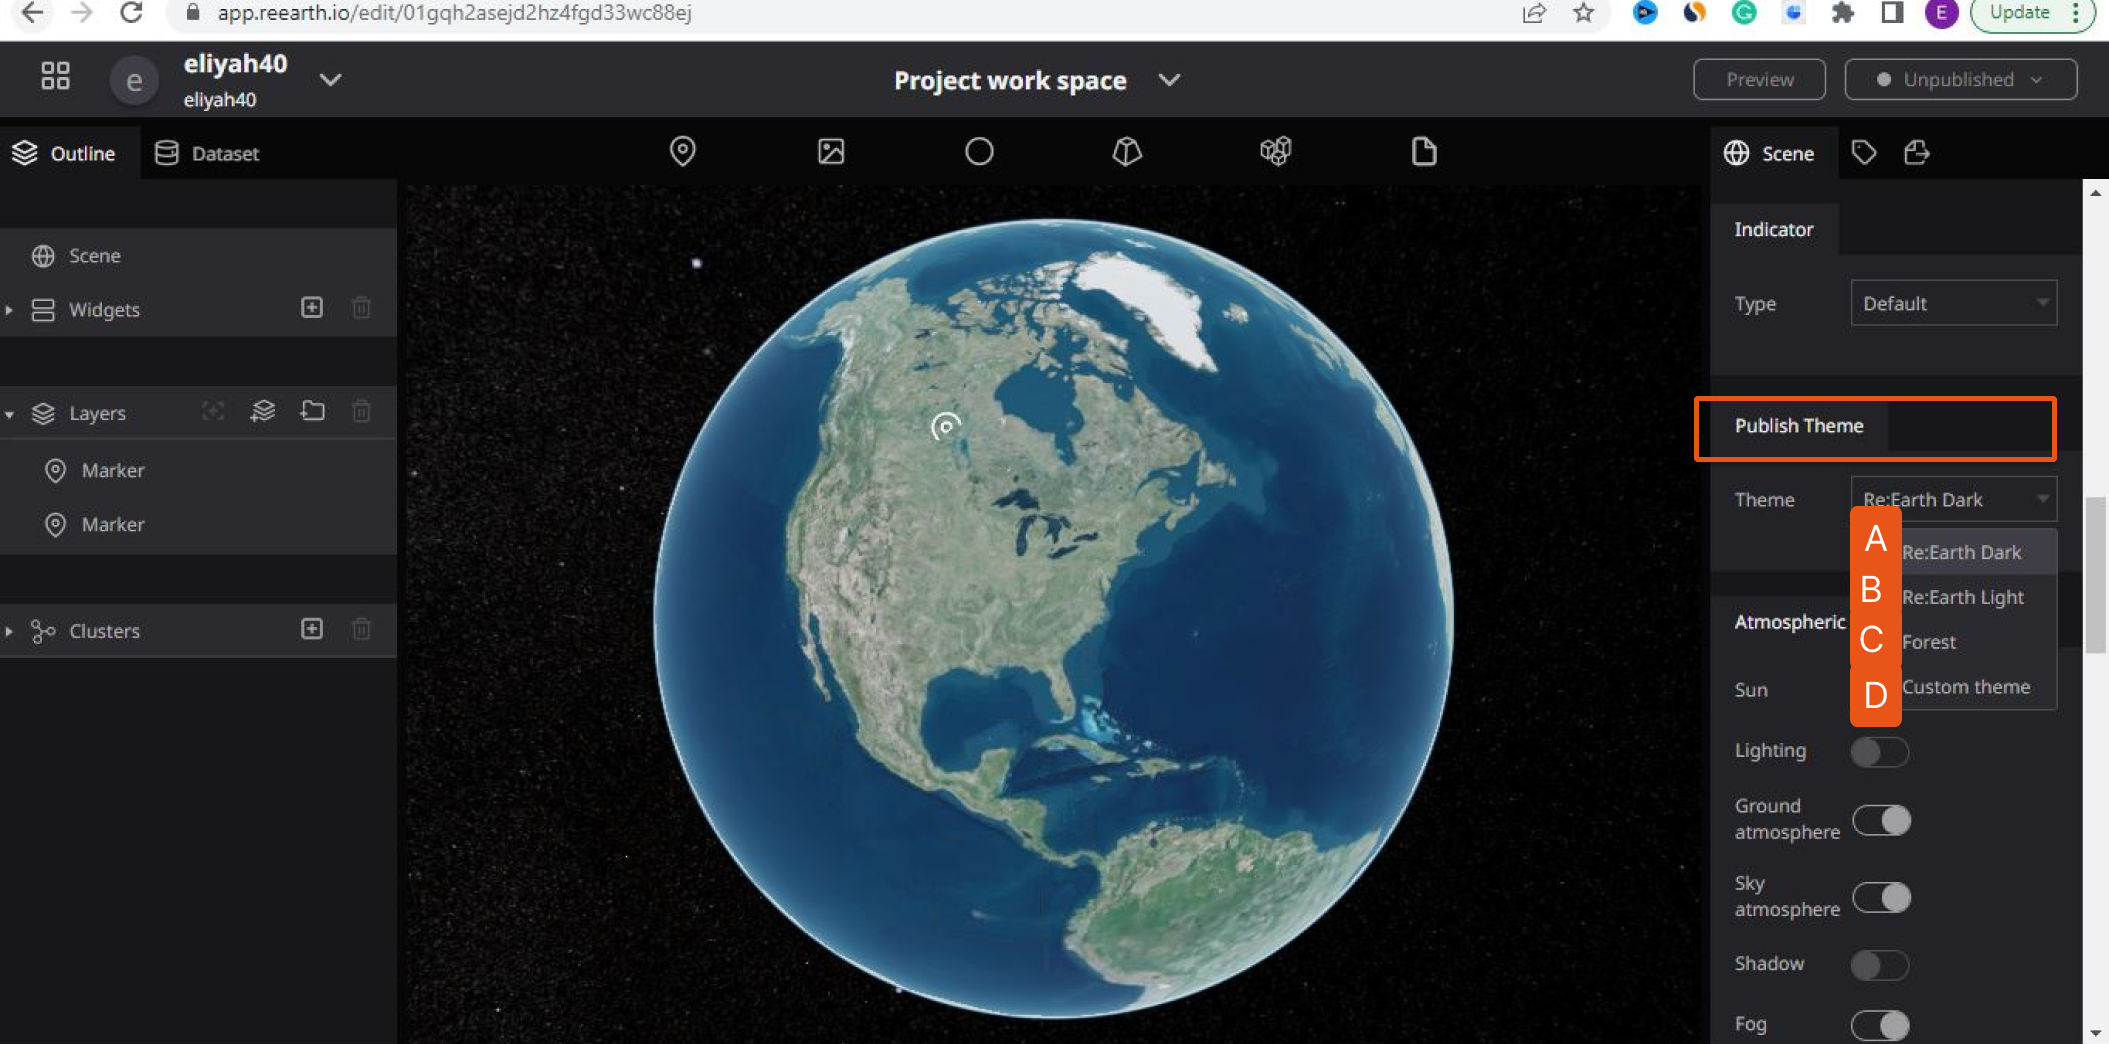 app.reearth.io/edit/01gqh2asejd2hz4fgd33wc88ej
E
Update
e
eliyah40
eliyah40
Project work space
Preview
Unpublished
Outline
Dataset
Scene
Scene
Widgets
Layers
Marker
Marker
Clusters
Indicator
Type
Default
Publish Theme
Theme
Re:Earth Dark
A Re:Earth Dark
B Re:Earth Light
C Forest
D Custom theme
Atmospheric
Sun
Lighting
Ground
atmosphere
Sky
atmosphere
Shadow
Fog